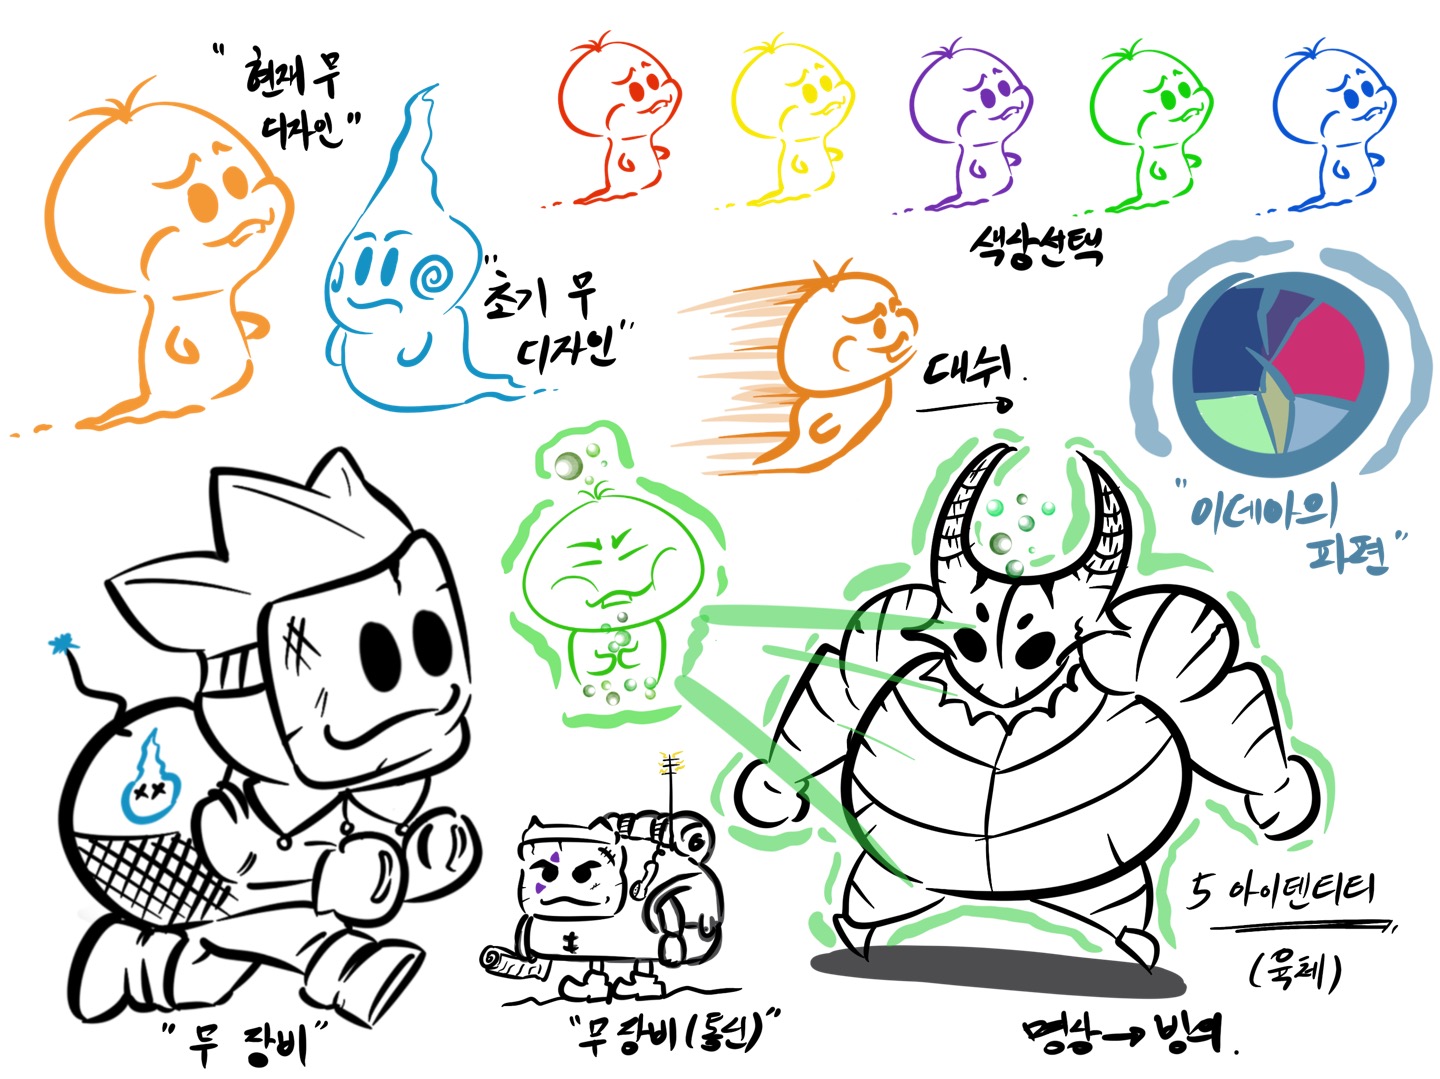 "현재 무
디자인"
"초기 무
디자인"
색상선택
대쉬.
"이데아의
파편"
5 아이텐티티
(육체)
"무 장비"
"무 장비(통신)"
명상→빙의.